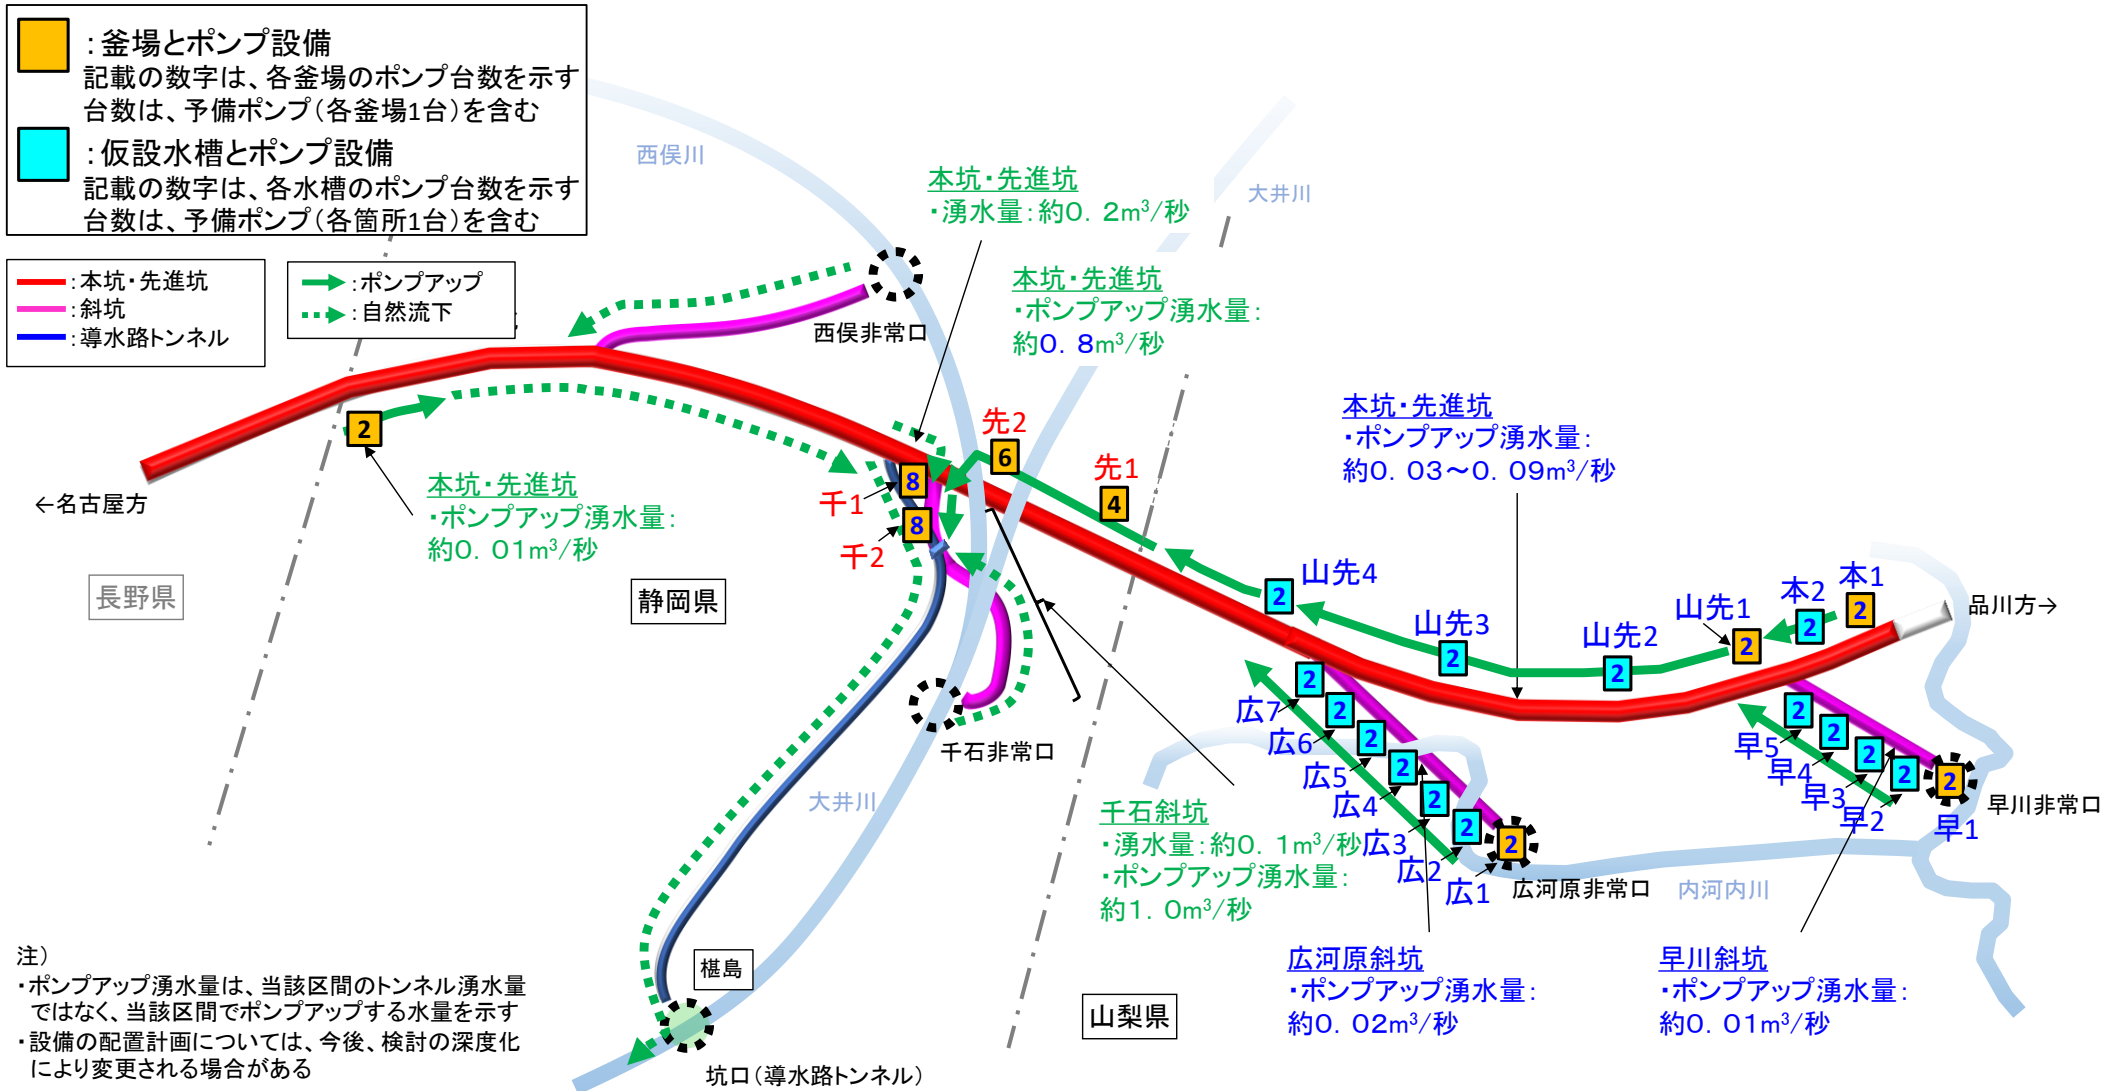 ：釜場とポンプ設備
記載の数字は、各釜場のポンプ台数を示す
台数は、予備ポンプ（各釜場1台）を含む
：仮設水槽とポンプ設備
記載の数字は、各水槽のポンプ台数を示す
台数は、予備ポンプ（各箇所1台）を含む
：本坑・先進坑
：斜坑
：導水路トンネル
：ポンプアップ
：自然流下
西俣川
大井川
本坑・先進坑
・湧水量：約0．2m³/秒
本坑・先進坑
・ポンプアップ湧水量：
約0．8m³/秒
西俣非常口
本坑・先進坑
・ポンプアップ湧水量：
約0．03～0．09m³/秒
2
←名古屋方
本坑・先進坑
・ポンプアップ湧水量：
約0．01m³/秒
先2
6
先1
4
8
千1
8
千2
長野県
静岡県
山先4
2
山先3
2
山先2
2
山先1
2
本2
2
本1
2
品川方→
千石非常口
大井川
2
広7
2
広6
2
広5
2
広4
2
広3
2
広2
2
広1
広河原非常口
2
早5
2
早4
2
早3
2
早2
2
早1
早川非常口
内河内川
千石斜坑
・湧水量：約0．1m³/秒
・ポンプアップ湧水量：
約1．0m³/秒
広河原斜坑
・ポンプアップ湧水量：
約0．02m³/秒
早川斜坑
・ポンプアップ湧水量：
約0．01m³/秒
椹島
山梨県
坑口（導水路トンネル）
注）
・ポンプアップ湧水量は、当該区間のトンネル湧水量
ではなく、当該区間でポンプアップする水量を示す
・設備の配置計画については、今後、検討の深度化
により変更される場合がある